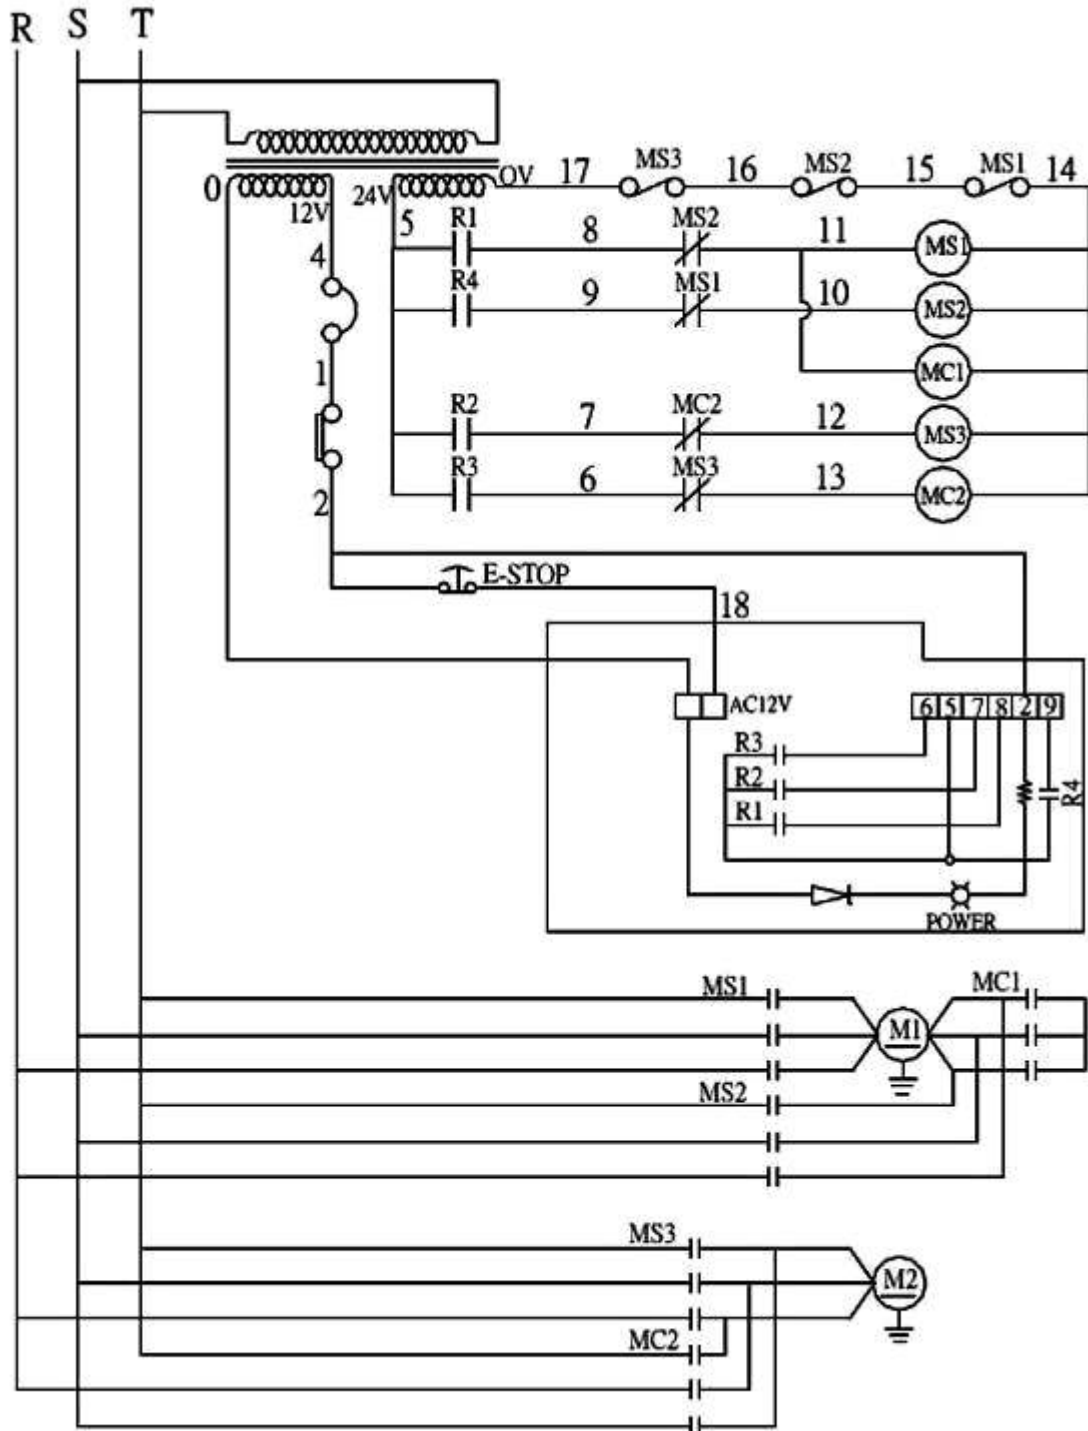 R S T
17 MS3 16 MS2 15 MS1 14
0 12V 24V OV
5 R1 8 MS2 11 MS1
4 R4 9 MS1 10 MS2
MC1
1 R2 7 MC2 12 MS3
2 R3 6 MS3 13 MC2
E-STOP
18
AC12V 6 5 7 8 2 9
R3
R2 R4
R1
POWER
MS1 MC1
M1
MS2
MS3
M2
MC2